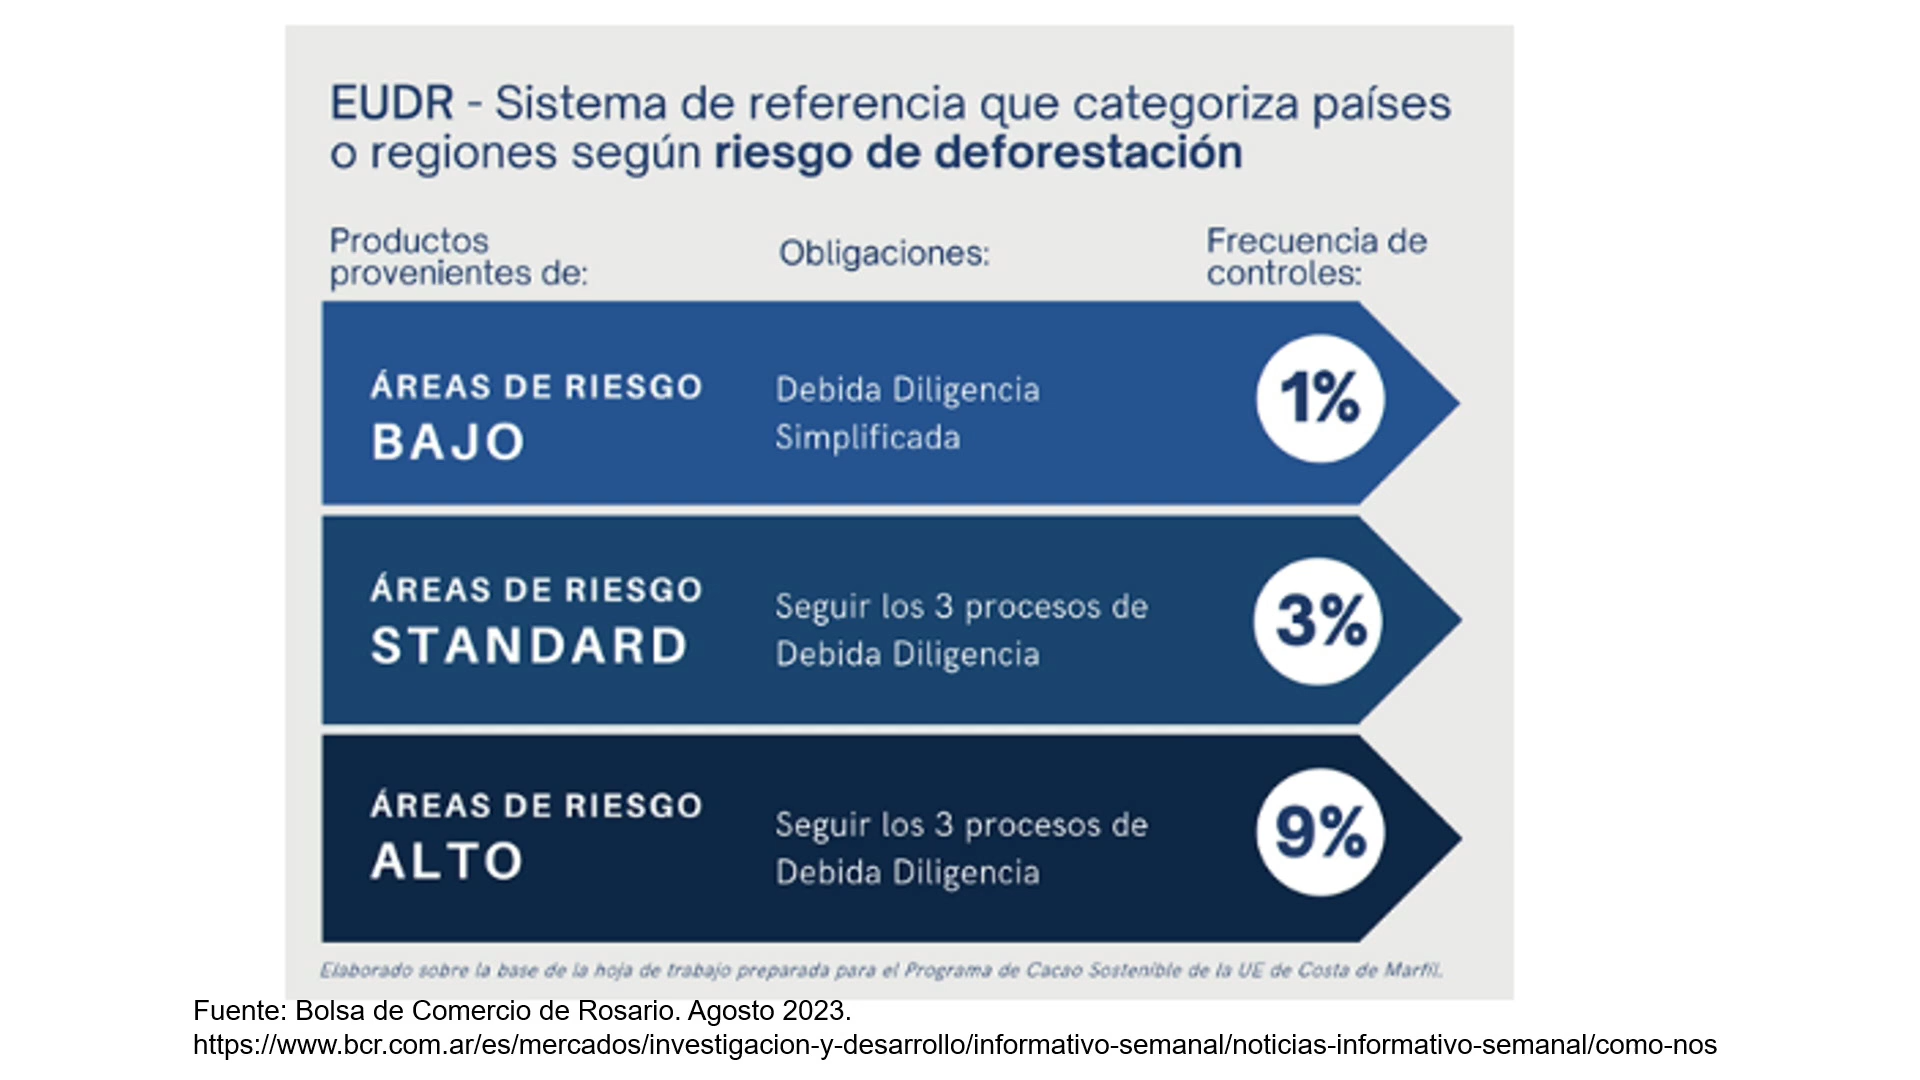 EUDR - Sistema de referencia que categoriza países
o regiones según riesgo de deforestación
Productos
provenientes de:
Obligaciones:
Frecuencia de
controles:
ÁREAS DE RIESGO
BAJO
Debida Diligencia
Simplificada
1%
ÁREAS DE RIESGO
STANDARD
Seguir los 3 procesos de
Debida Diligencia
3%
ÁREAS DE RIESGO
ALTO
Seguir los 3 procesos de
Debida Diligencia
9%
Elaborado sobre la base de la hoja de trabajo preparada para el Programa de Cacao Sostenible de la UE de Costa de Marfil.
Fuente: Bolsa de Comercio de Rosario. Agosto 2023.
https://www.bcr.com.ar/es/mercados/investigacion-y-desarrollo/informativo-semanal/noticias-informativo-semanal/como-nos